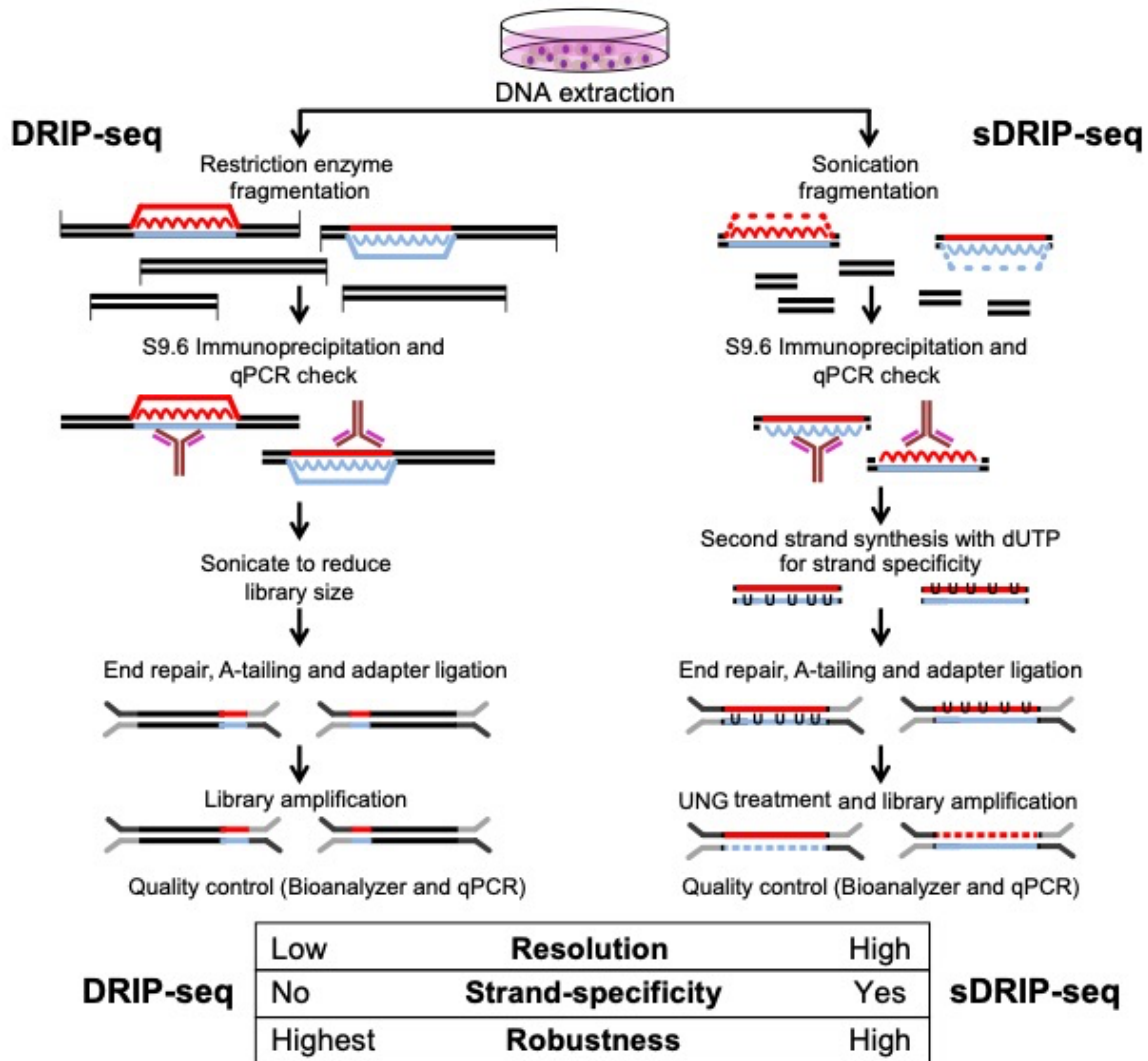 DNA extraction
DRIP-seq
sDRIP-seq
Restriction enzyme
fragmentation
Sonication
fragmentation
S9.6 Immunoprecipitation and
qPCR check
S9.6 Immunoprecipitation and
qPCR check
Sonicate to reduce
library size
Second strand synthesis with dUTP
for strand specificity
U U U U U
U U U U U
End repair, A-tailing and adapter ligation
End repair, A-tailing and adapter ligation
U U U U U
U U U U U
Library amplification
UNG treatment and library amplification
Quality control (Bioanalyzer and qPCR)
Quality control (Bioanalyzer and qPCR)
DRIP-seq
Low Resolution High
No Strand-specificity Yes
Highest Robustness High
sDRIP-seq